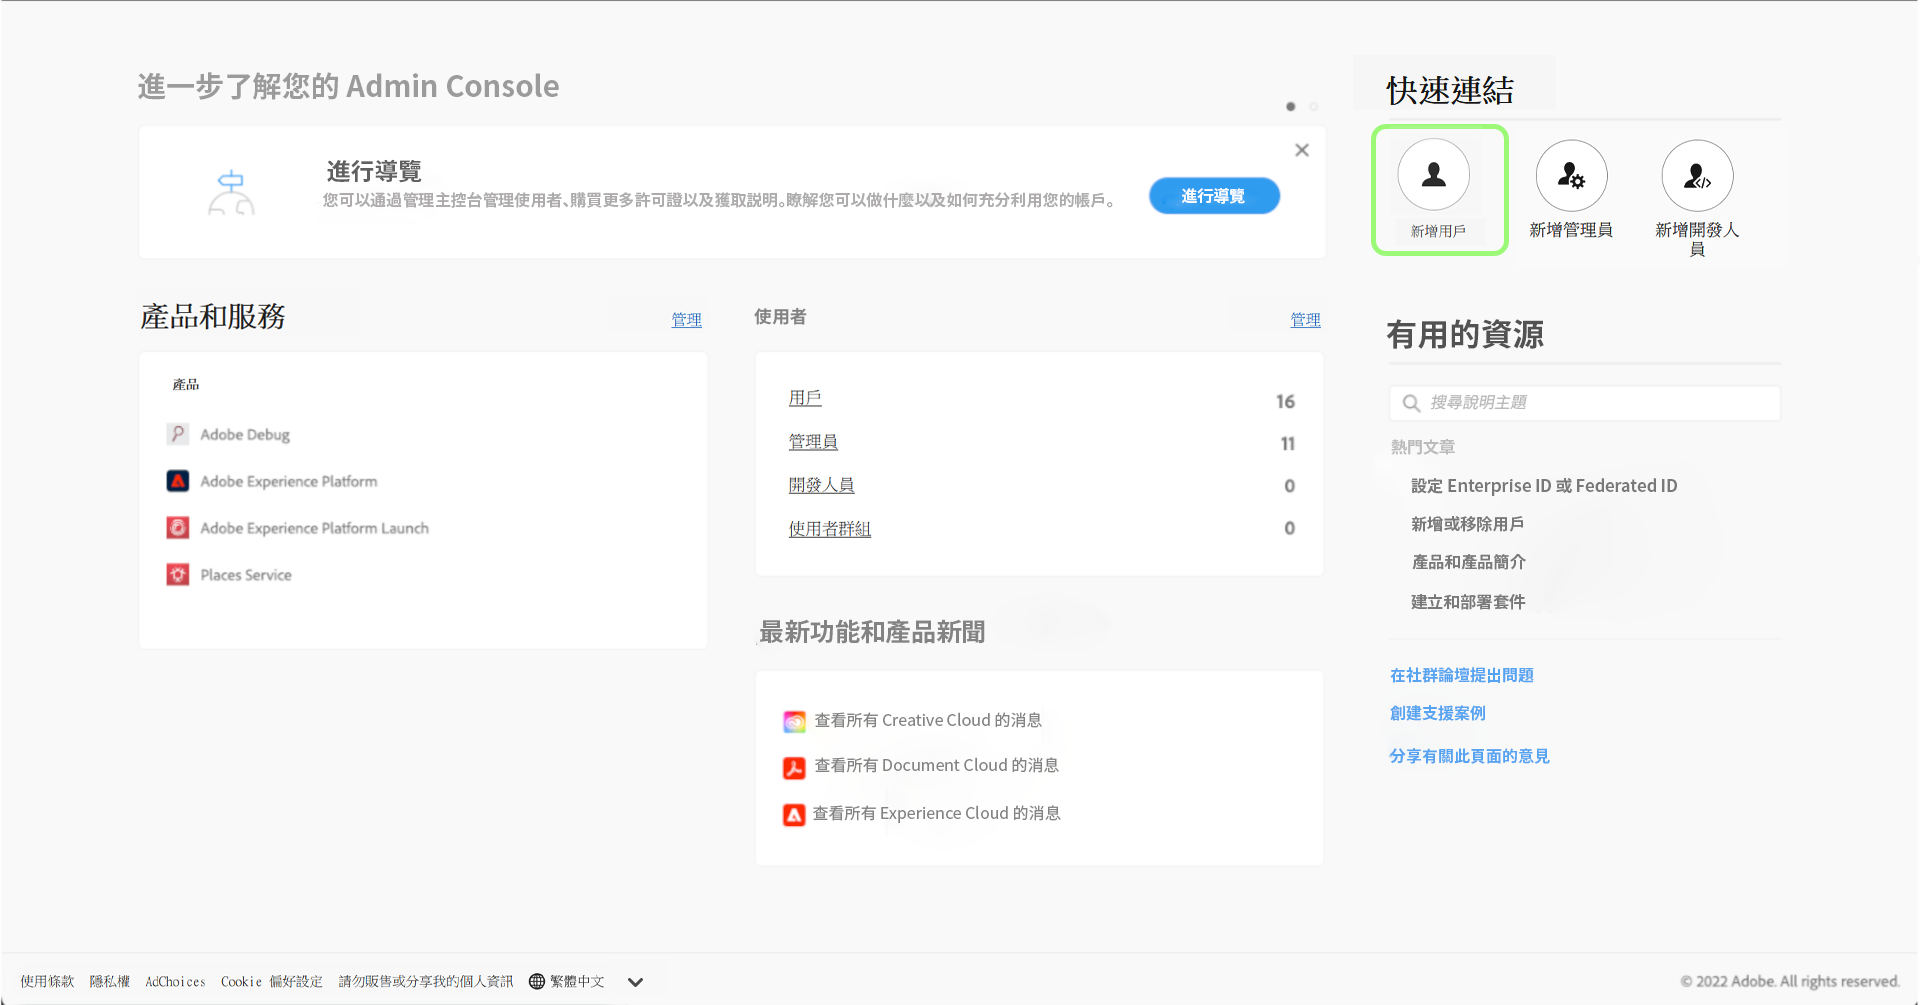 進一步了解您的 Admin Console
進行導覽
您可以通過管理主控台管理使用者、購買更多許可證以及獲取説明。瞭解您可以做什麼以及如何充分利用您的帳戶。
進行導覽
快速連結
新增用戶
新增管理員
新增開發人
員
產品和服務
管理
產品
Adobe Debug
Adobe Experience Platform
Adobe Experience Platform Launch
Places Service
使用者
管理
用戶
16
管理員
11
開發人員
0
使用者群組
0
最新功能和產品新聞
查看所有 Creative Cloud 的消息
查看所有 Document Cloud 的消息
查看所有 Experience Cloud 的消息
有用的資源
搜尋說明主題
熱門文章
設定 Enterprise ID 或 Federated ID
新增或移除用戶
產品和產品簡介
建立和部署套件
在社群論壇提出問題
創建支援案例
分享有關此頁面的意見
使用條款 隱私權 AdChoices Cookie 偏好設定 請勿販售或分享我的個人資訊 繁體中文
© 2022 Adobe. All rights reserved.